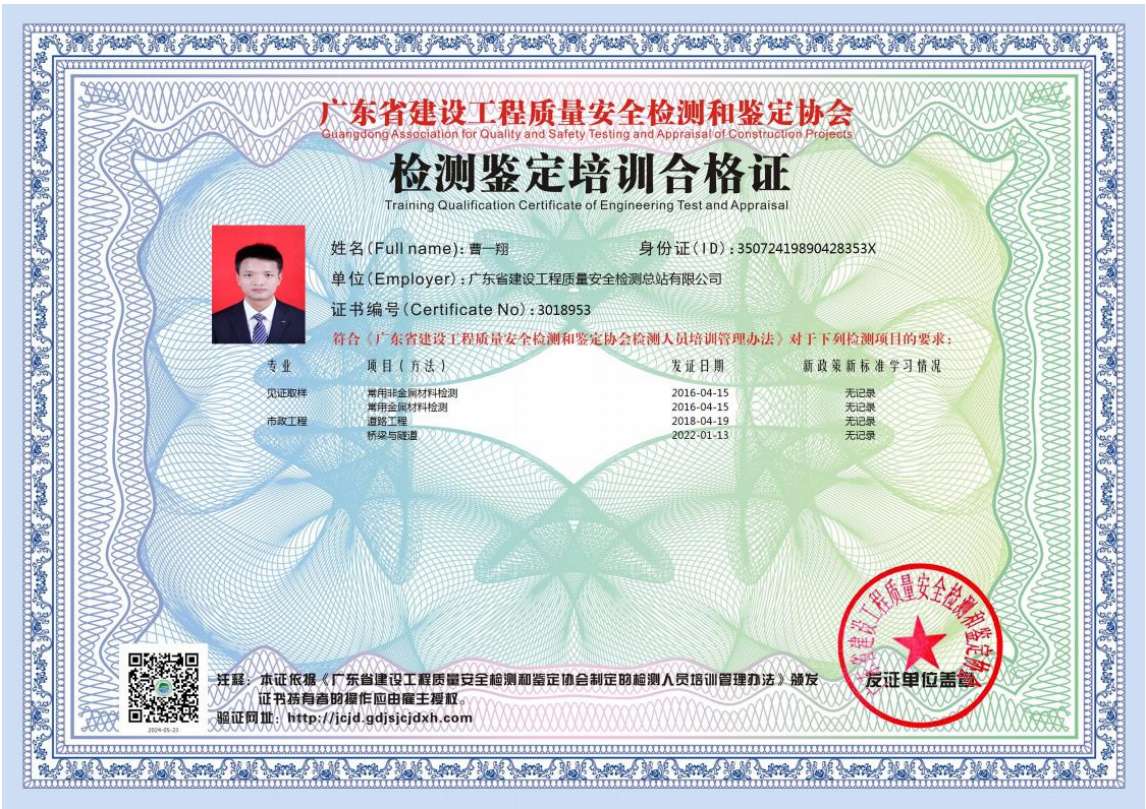 广东省建设工程质量安全检测和鉴定协会
Guangdong Association for Quality and Safety Testing and Appraisal of Construction Projects
检测鉴定培训合格证
Training Qualification Certificate of Engineering Test and Appraisal
姓名(Full name): 曹一翔 身份证(ID): 35072419890428353X
单位(Employer): 广东省建设工程质量安全检测总站有限公司
证书编号(Certificate No): 3018953
符合《广东省建设工程质量安全检测和鉴定协会检测人员培训管理办法》对于下列检测项目的要求:
专业 项目(方法) 发证日期 新政策新标准学习情况
见证取样 常用非金属材料检测 2016-04-15 无记录
常用金属材料检测 2016-04-15 无记录
市政工程 道路工程 2018-04-19 无记录
桥梁与隧道 2022-01-13 无记录
注释: 本证依据《广东省建设工程质量安全检测和鉴定协会制定的检测人员培训管理办法》颁发
证书持有者的操作应由雇主授权。
验证网址: http://jcjd.gdjsjcjdxh.com
2024-05-23
广东省建设工程质量安全检测和鉴定协会
发证单位盖章